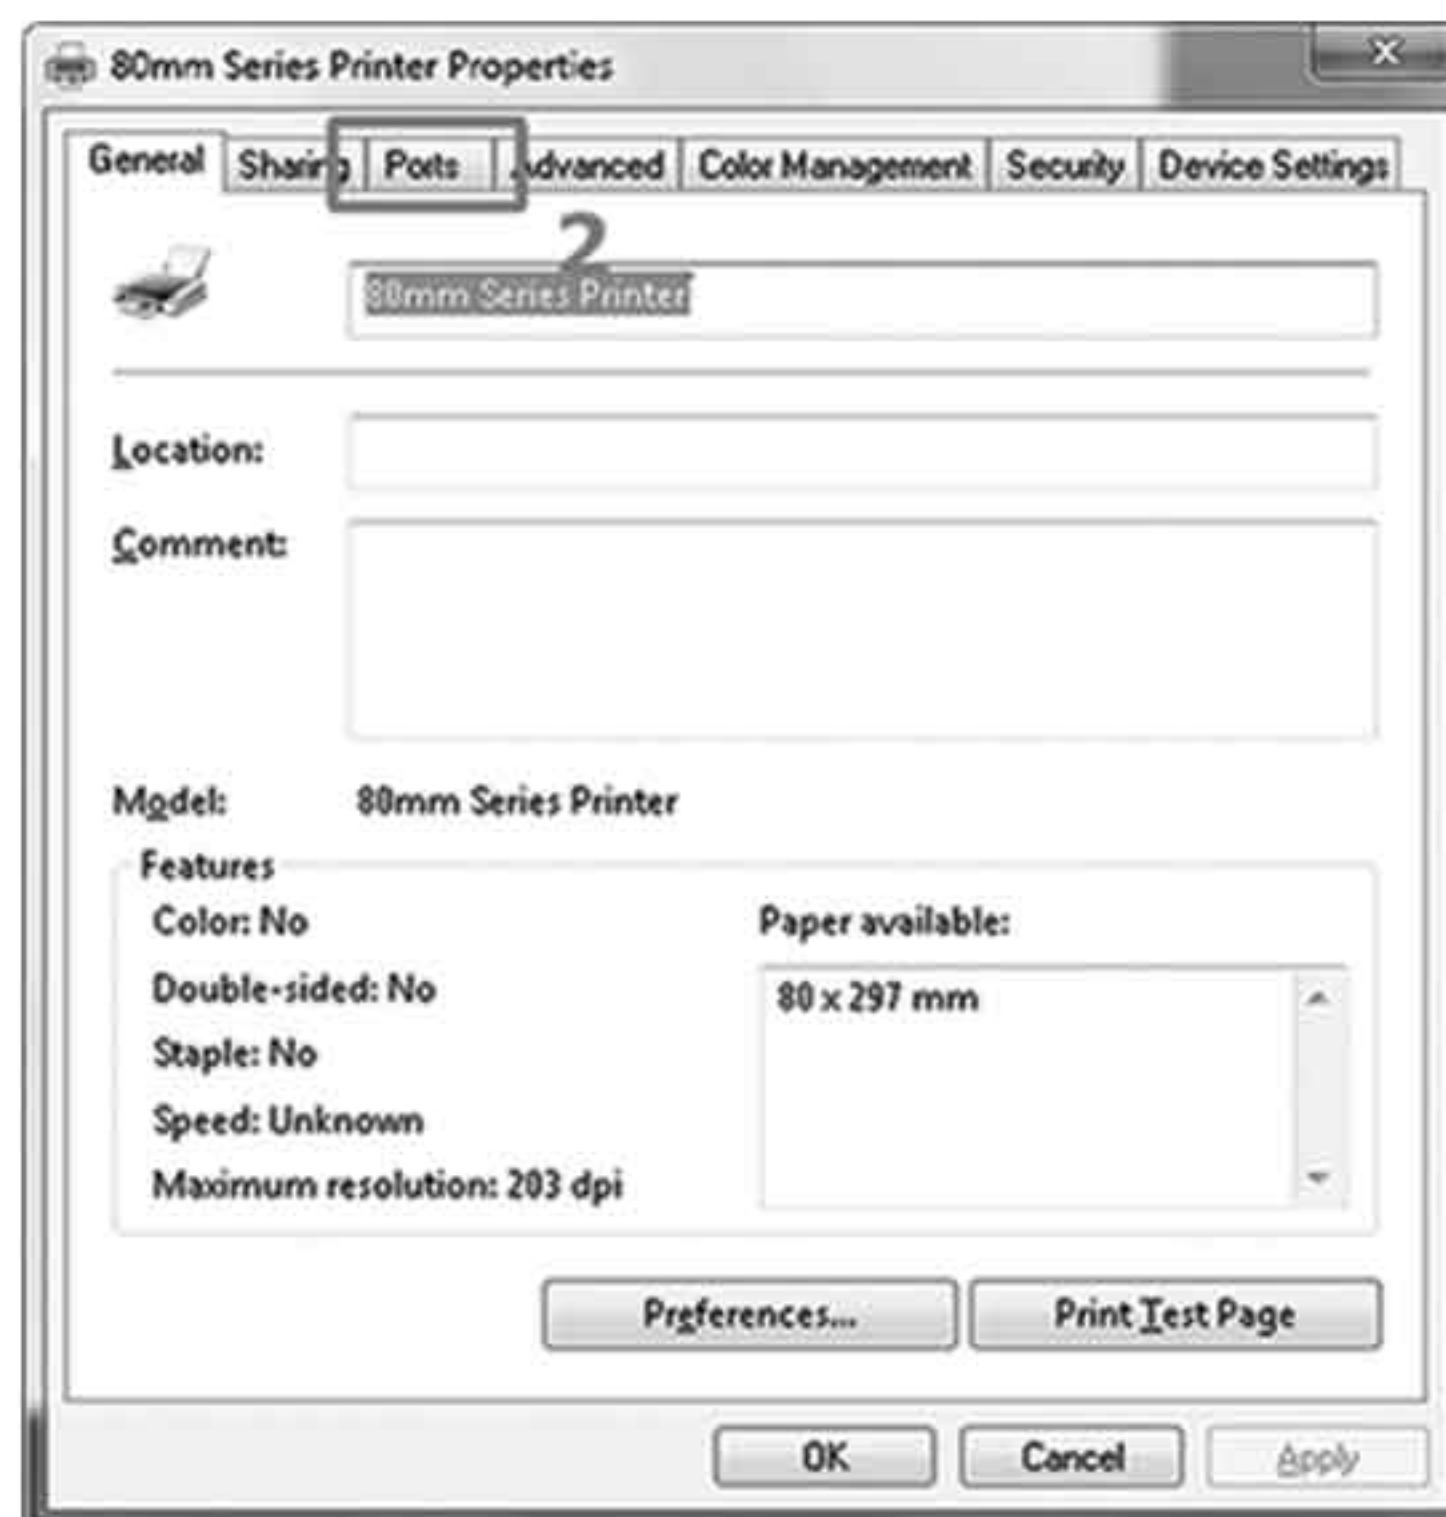 80mm Series Printer Properties
General Sharing Ports Advanced Color Management Security Device Settings
2
80mm Series Printer
Location:
Comment:
Model: 80mm Series Printer
Features
Color: No Paper available:
Double-sided: No 80 x 297 mm
Staple: No
Speed: Unknown
Maximum resolution: 203 dpi
Preferences... Print Test Page
OK Cancel Apply